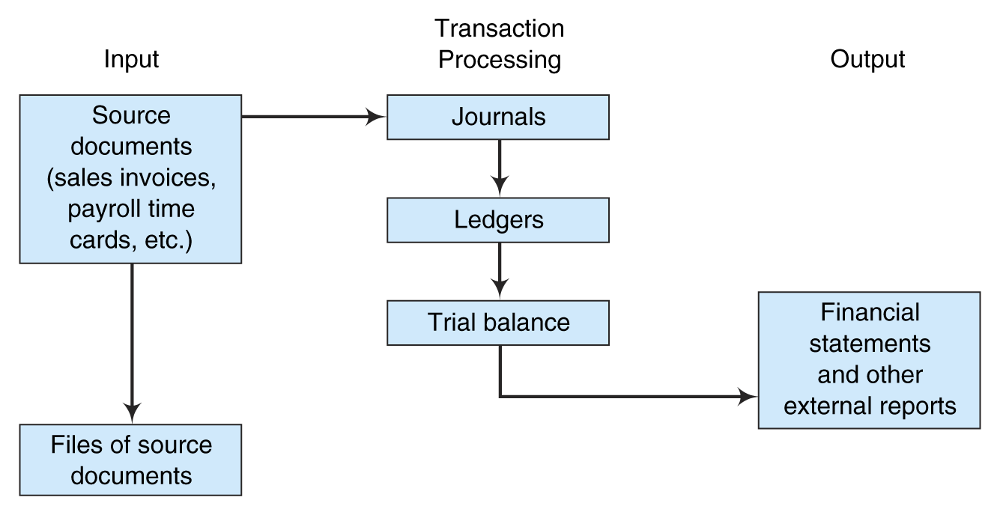 Input
Transaction
Processing
Output
Source
documents
(sales invoices,
payroll time
cards, etc.)
Files of source
documents
Journals
Ledgers
Trial balance
Financial
statements
and other
external reports